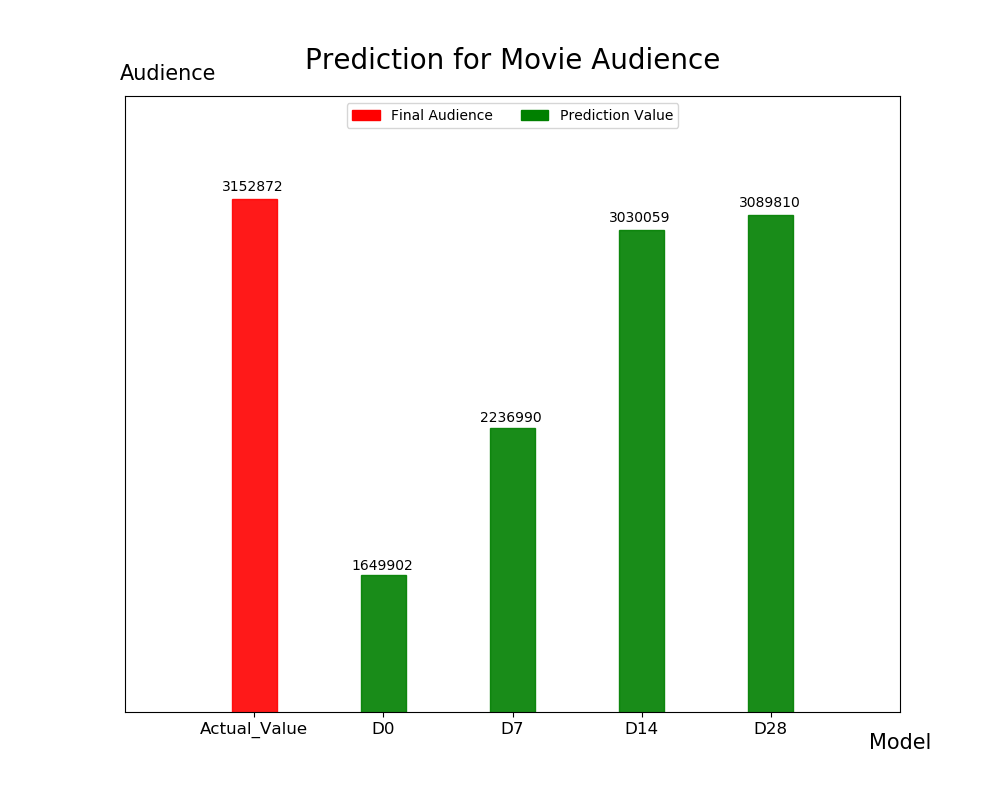 Prediction for Movie Audience
Audience
Final Audience Prediction Value
3152872
1649902
2236990
3030059
3089810
Actual_Value D0 D7 D14 D28
Model